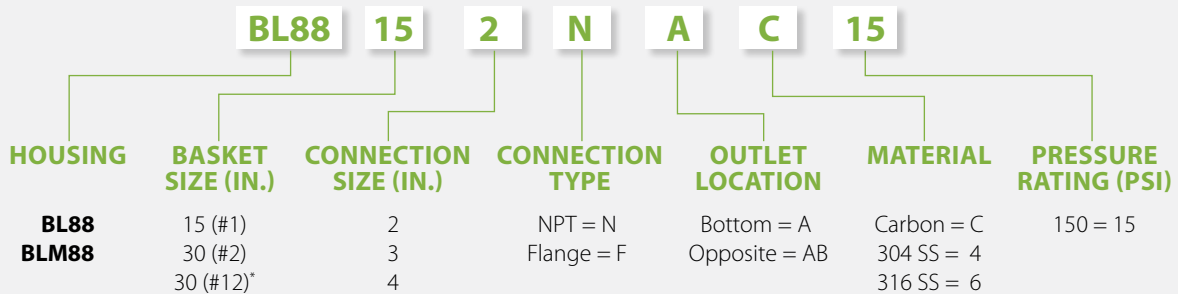 BL88 15 2 N A C 15
HOUSING BASKET SIZE (IN.) CONNECTION SIZE (IN.) CONNECTION TYPE OUTLET LOCATION MATERIAL PRESSURE RATING (PSI)
BL88 15 (#1) 2 NPT = N Bottom = A Carbon = C 150 = 15
BLM88 30 (#2) 3 Flange = F Opposite = AB 304 SS = 4
30 (#12)* 4 316 SS = 6